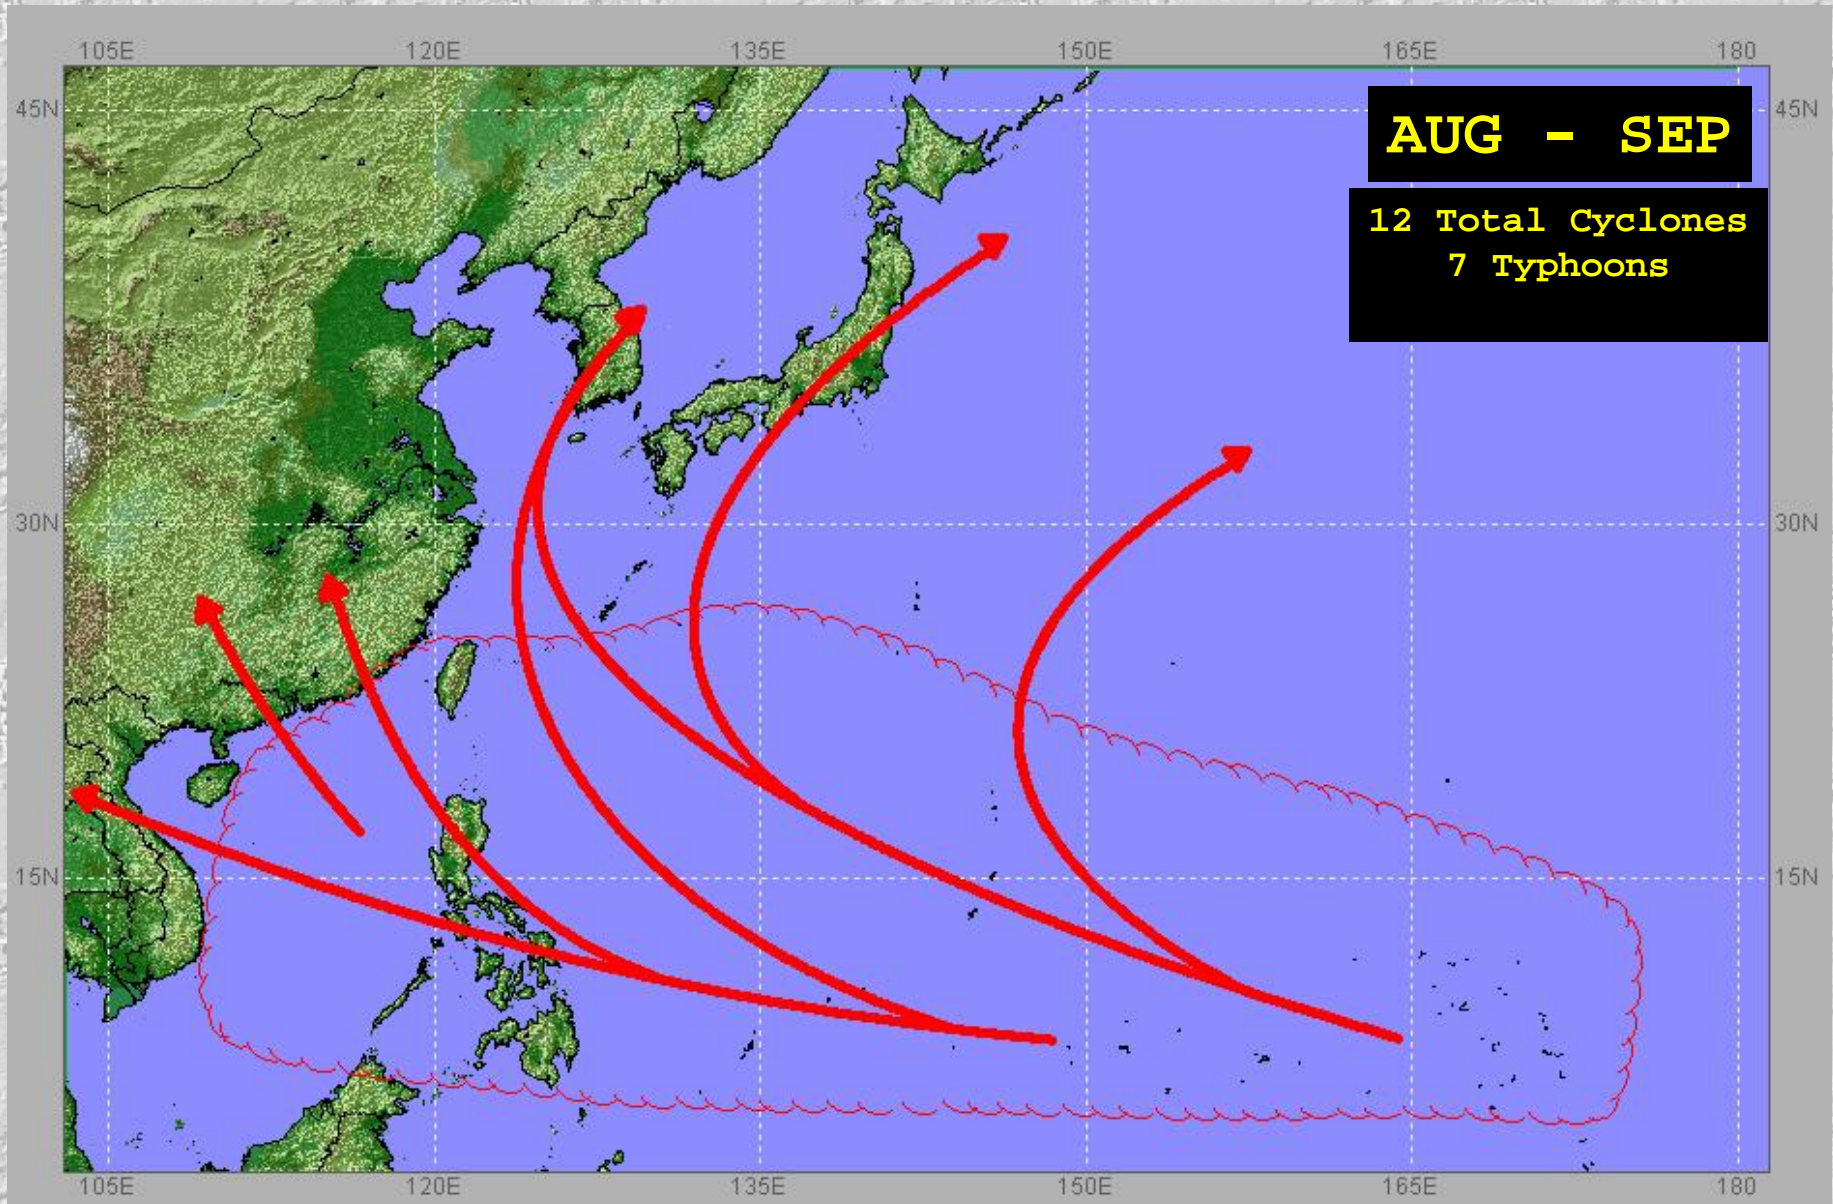 105E 120E 135E 150E 165E 180
45N 45N
AUG - SEP
12 Total Cyclones
7 Typhoons
30N 30N
15N 15N
105E 120E 135E 150E 165E 180